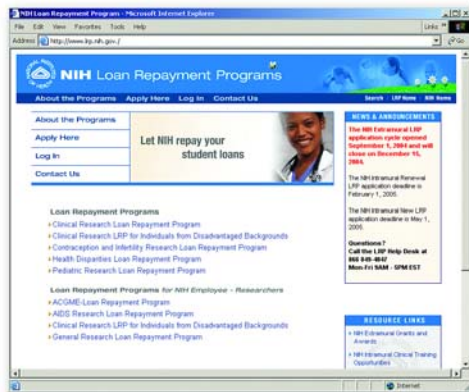 NIH Loan Repayment Program - Microsoft Internet Explorer
File Edit View Favorites Tools Help
Links
Address http://www.lrp.nih.gov./
Go
NIH Loan Repayment Programs
About the Programs Apply Here Log In Contact Us
Search | LRP Home | NIH Home
About the Programs
Apply Here
Log In
Contact Us
Let NIH repay your
student loans
Loan Repayment Programs
Clinical Research Loan Repayment Program
Clinical Research LRP for Individuals from Disadvantaged Backgrounds
Contraception and Infertility Research Loan Repayment Program
Health Disparities Loan Repayment Program
Pediatric Research Loan Repayment Program
Loan Repayment Programs for NIH Employee - Researchers
ACGME-Loan Repayment Program
AIDS Research Loan Repayment Program
Clinical Research LRP for Individuals from Disadvantaged Backgrounds
General Research Loan Repayment Program
NEWS & ANNOUNCEMENTS
The NIH Extramural LRP
application cycle opened
September 1, 2004 and will
close on December 15,
2004.
The NIH Intramural Renewal
LRP application deadline is
February 1, 2005.
The NIH Intramural New LRP
application deadline is May 1,
2005.
Questions?
Call the LRP Help Desk at
866 849-4047
Mon-Fri 9AM - 5PM EST
RESOURCE LINKS
NIH Extramural Grants and
Awards
NIH Intramural Clinical Training
Opportunities
Internet